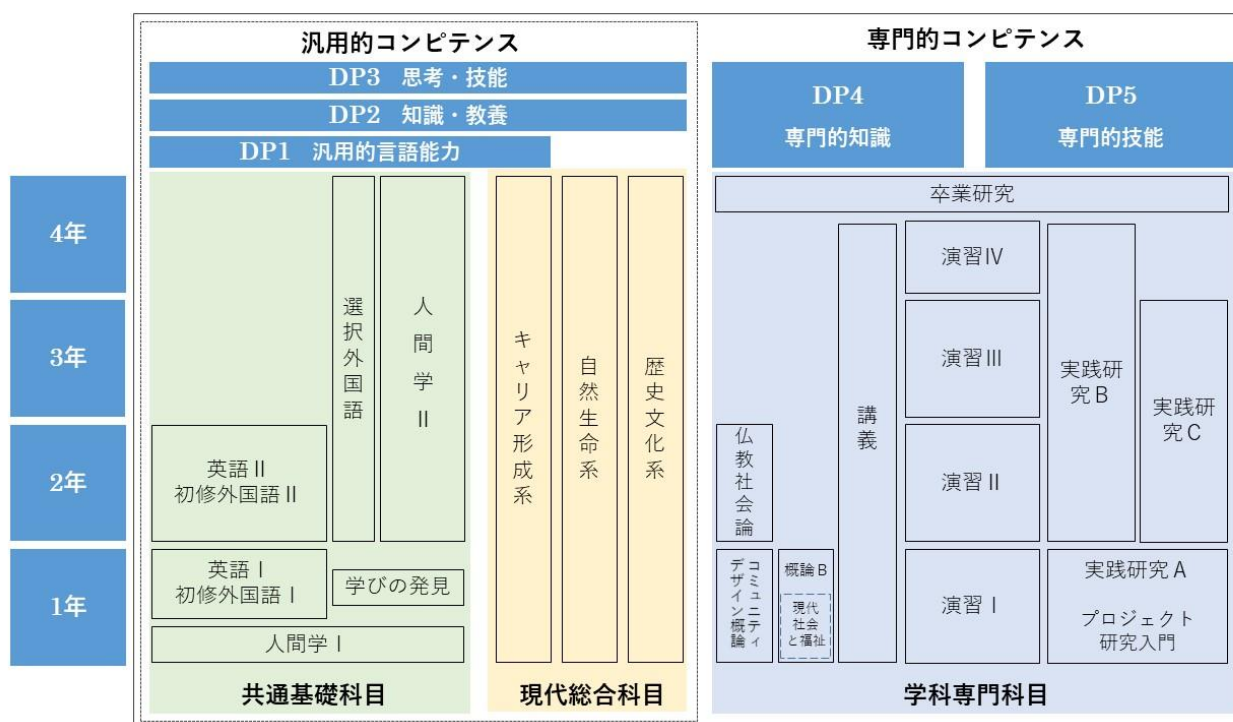 汎用的コンピテンス
専門的コンピテンス
DP3 思考・技能
DP2 知識・教養
DP1 汎用的言語能力
DP4
専門的知識
DP5
専門的技能
4年
3年
2年
1年
選択外国語
人間学Ⅱ
英語Ⅱ
初修外国語Ⅱ
英語Ⅰ
初修外国語Ⅰ
学びの発見
人間学Ⅰ
共通基礎科目
キャリア形成系
自然生命系
歴史文化系
現代総合科目
卒業研究
仏教社会論
コミュニティ
デザイン概論
概論B
現代
社会
と福祉
講義
演習Ⅳ
演習Ⅲ
演習Ⅱ
演習Ⅰ
実践研
究B
実践研
究C
実践研究A
プロジェクト
研究入門
学科専門科目